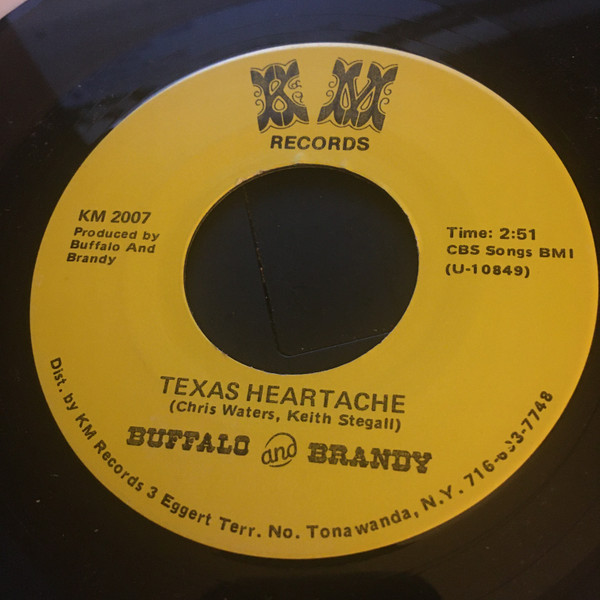 KM
RECORDS
KM 2007
Produced by
Buffalo And
Brandy
Time: 2:51
CBS Songs BMI
(U-10849)
TEXAS HEARTACHE
(Chris Waters, Keith Stegall)
BUFFALO and BRANDY
Dist. by KM Records 3 Eggert Terr. No. Tonawanda, N.Y.